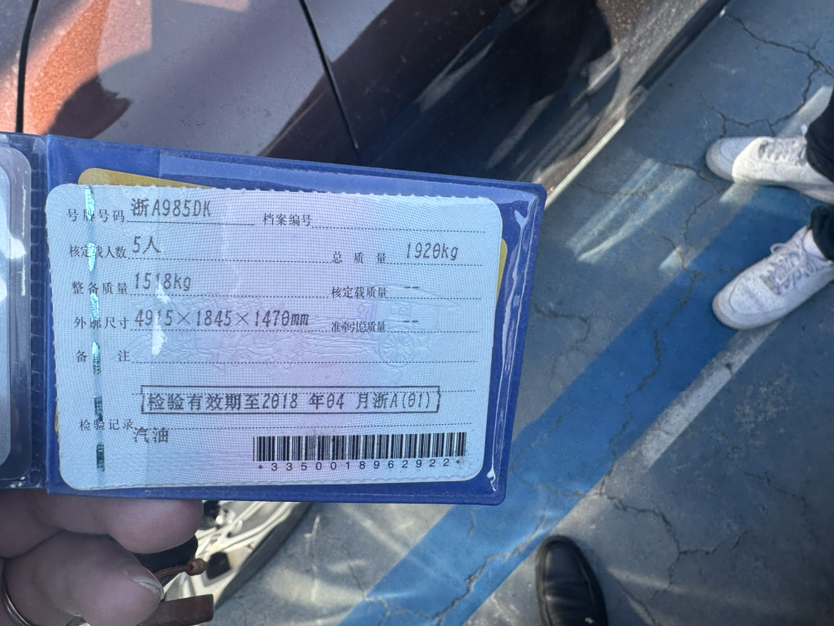 号牌号码 浙A985DK 档案编号
核定载人数 5人 总质量 1920kg
整备质量 1518kg 核定载质量 --
外廓尺寸 4915×1845×1470mm 准牵引总质量 --
备注
检验有效期至2018 年04 月浙A(01)
检验记录 汽油
*3350018962922*